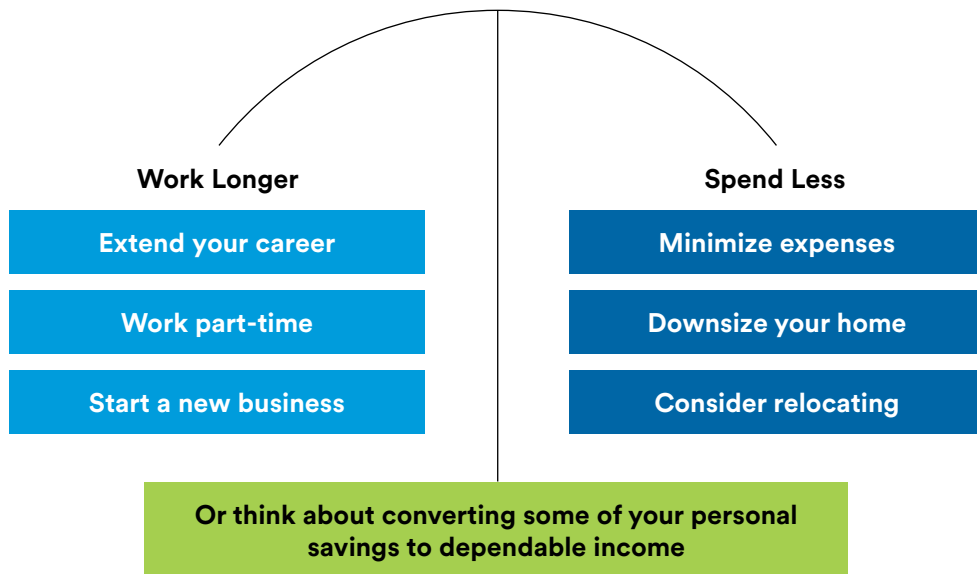 Work Longer
Extend your career
Work part-time
Start a new business
Spend Less
Minimize expenses
Downsize your home
Consider relocating
Or think about converting some of your personal
savings to dependable income